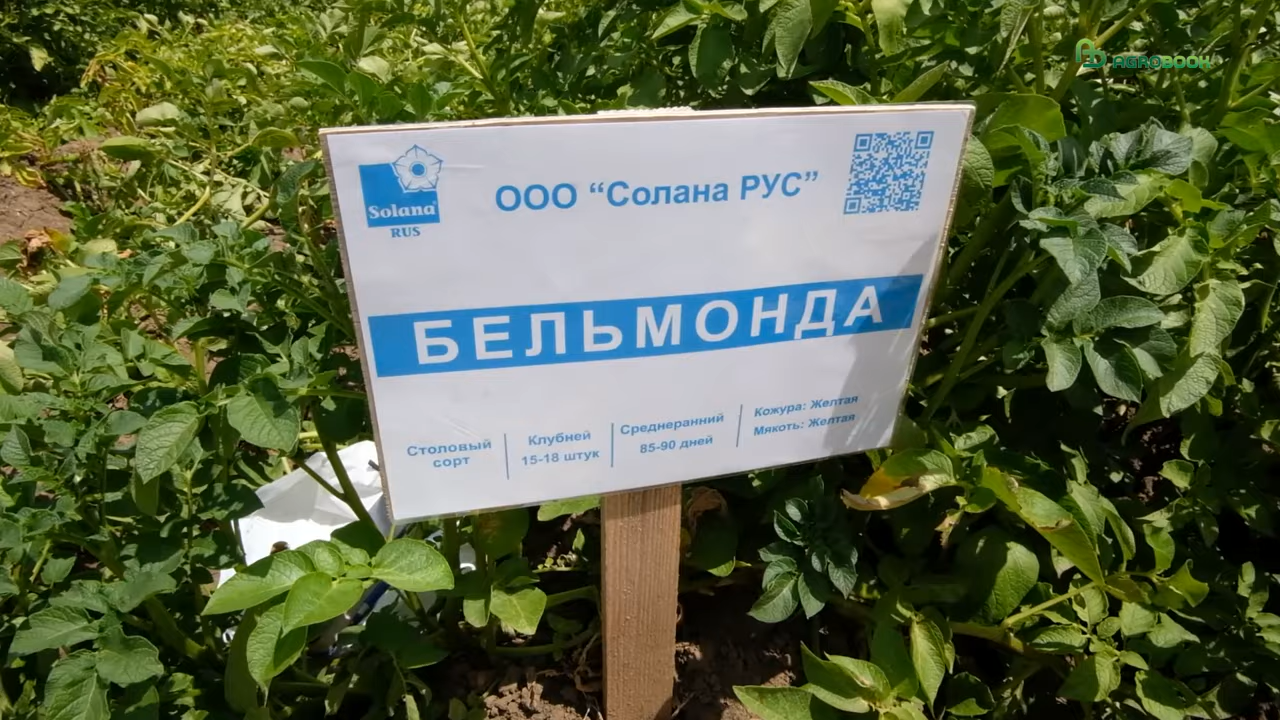 AGROBOOK
Solana
RUS
ООО “Солана РУС”
БЕЛЬМОНДА
Столовый
сорт
Клубней
15-18 штук
Среднеранний
85-90 дней
Кожура: Желтая
Мякоть: Желтая